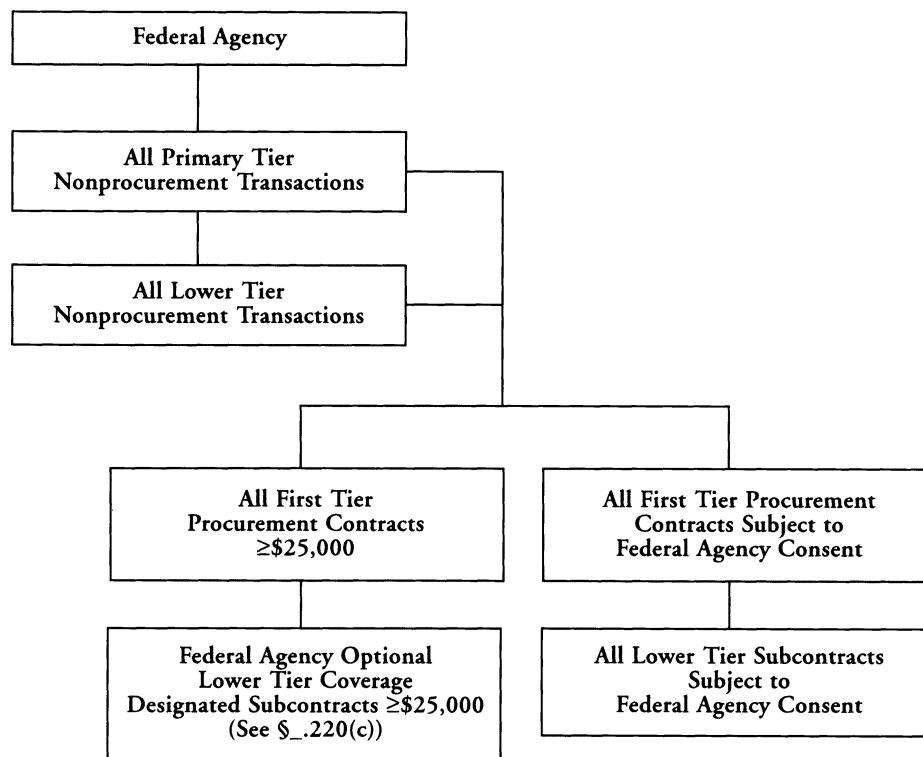 Federal Agency
All Primary Tier
Nonprocurement Transactions
All Lower Tier
Nonprocurement Transactions
All First Tier
Procurement Contracts
≥$25,000
All First Tier Procurement
Contracts Subject to
Federal Agency Consent
Federal Agency Optional
Lower Tier Coverage
Designated Subcontracts ≥$25,000
(See §_.220(c))
All Lower Tier Subcontracts
Subject to
Federal Agency Consent